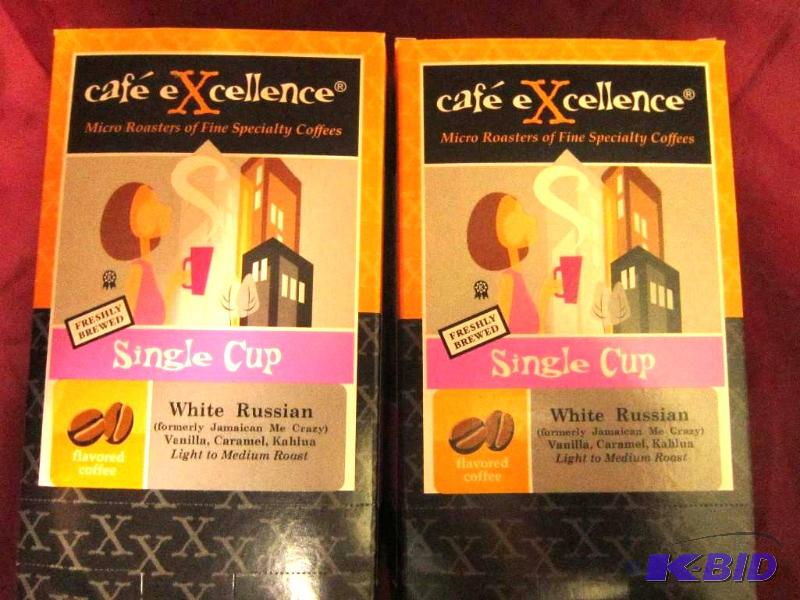 café eXcellence®
Micro Roasters of Fine Specialty Coffees
FRESHLY
BREWED
Single Cup
flavored
coffee
White Russian
(formerly Jamaican Me Crazy)
Vanilla, Caramel, Kahlua
Light to Medium Roast
café eXcellence®
Micro Roasters of Fine Specialty Coffees
FRESHLY
BREWED
Single Cup
flavored
coffee
White Russian
(formerly Jamaican Me Crazy)
Vanilla, Caramel, Kahlua
Light to Medium Roast
K-BID